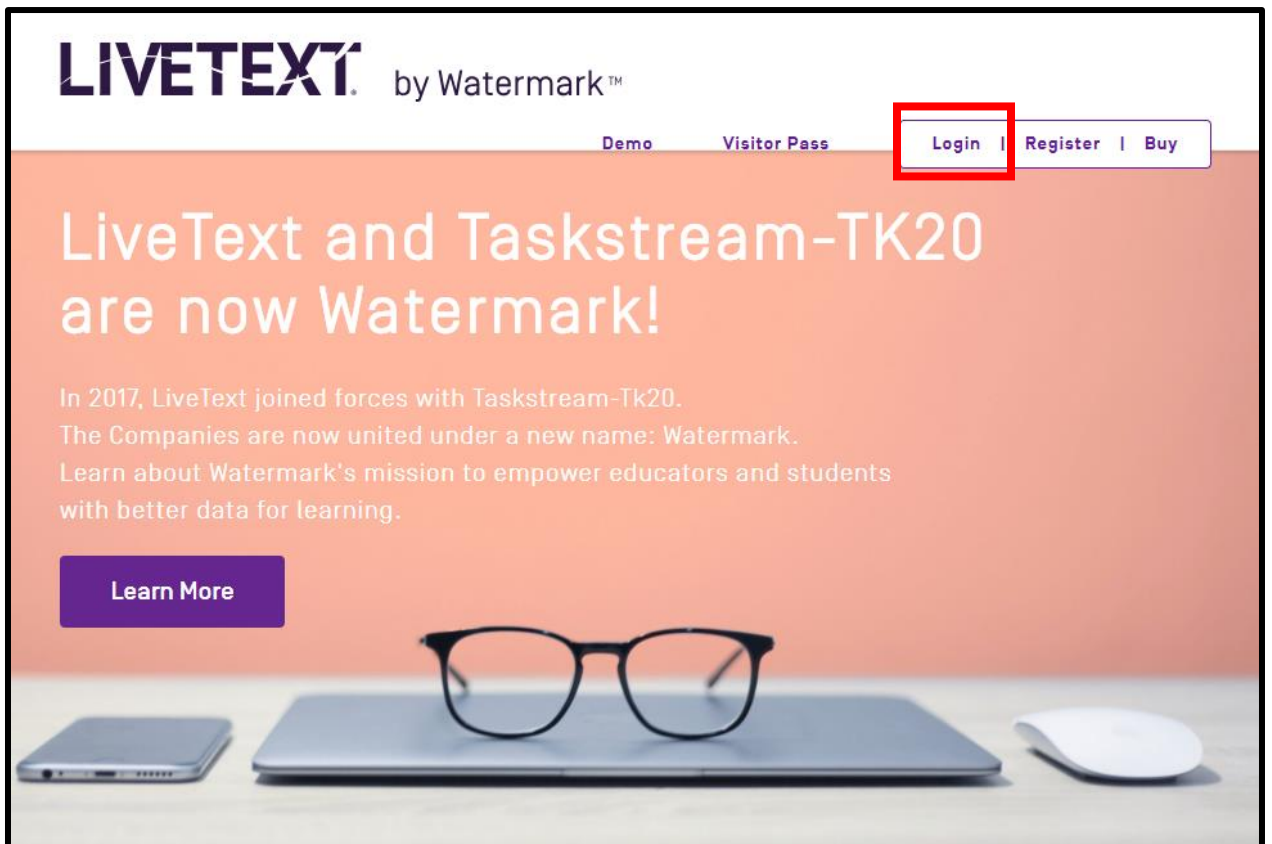 LIVETEXT® by Watermark™
Demo Visitor Pass Login | Register | Buy
LiveText and Taskstream-TK20
are now Watermark!
In 2017, LiveText joined forces with Taskstream-Tk20.
The Companies are now united under a new name: Watermark.
Learn about Watermark's mission to empower educators and students
with better data for learning.
Learn More